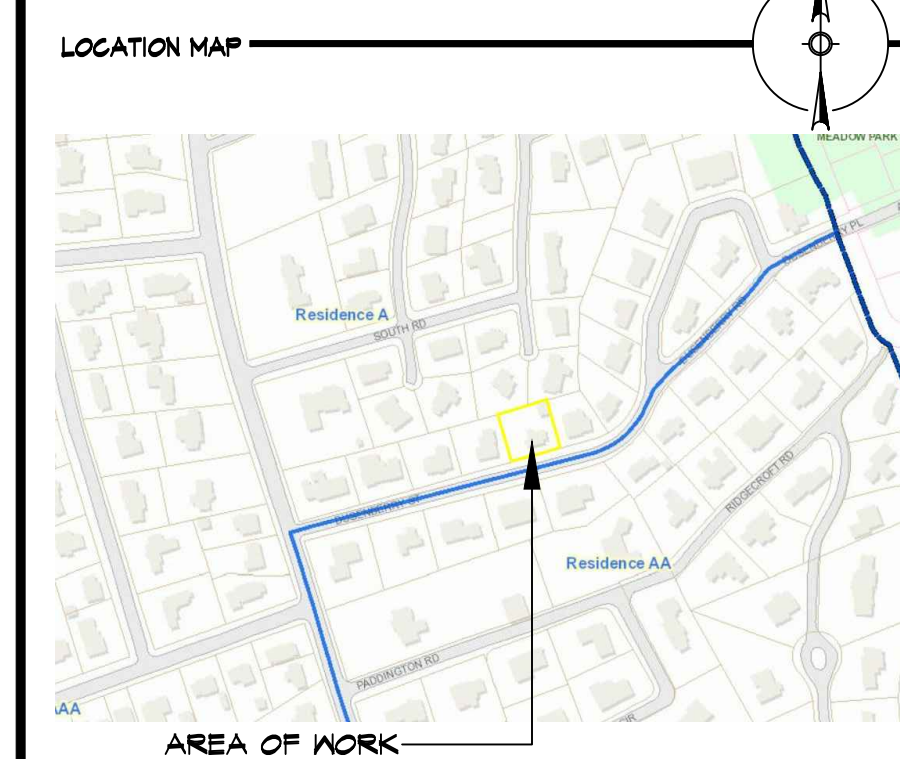 LOCATION MAP
MEADOW PARK
Residence A
SOUTH RD
RIDGECROFT RD
Residence AA
PADDINGTON RD
AAA
AREA OF WORK